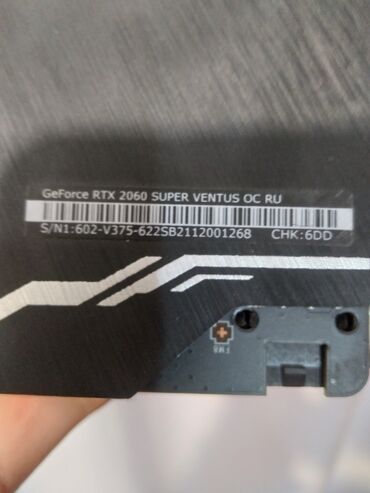 GeForce RTX 2060 SUPER VENTUS OC RU
S/N1:602-V375-622SB2112001268 CHK:6DD